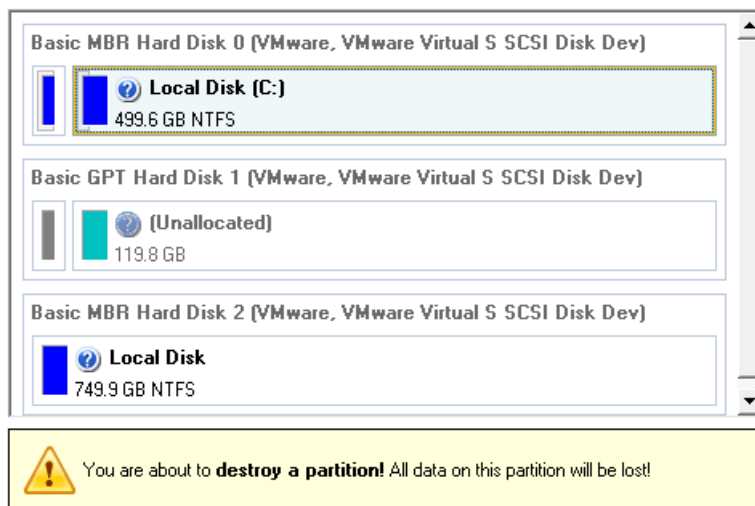 Basic MBR Hard Disk 0 (VMware, VMware Virtual S SCSI Disk Dev)
Local Disk (C:)
499.6 GB NTFS
Basic GPT Hard Disk 1 (VMware, VMware Virtual S SCSI Disk Dev)
(Unallocated)
119.8 GB
Basic MBR Hard Disk 2 (VMware, VMware Virtual S SCSI Disk Dev)
Local Disk
749.9 GB NTFS
You are about to destroy a partition! All data on this partition will be lost!